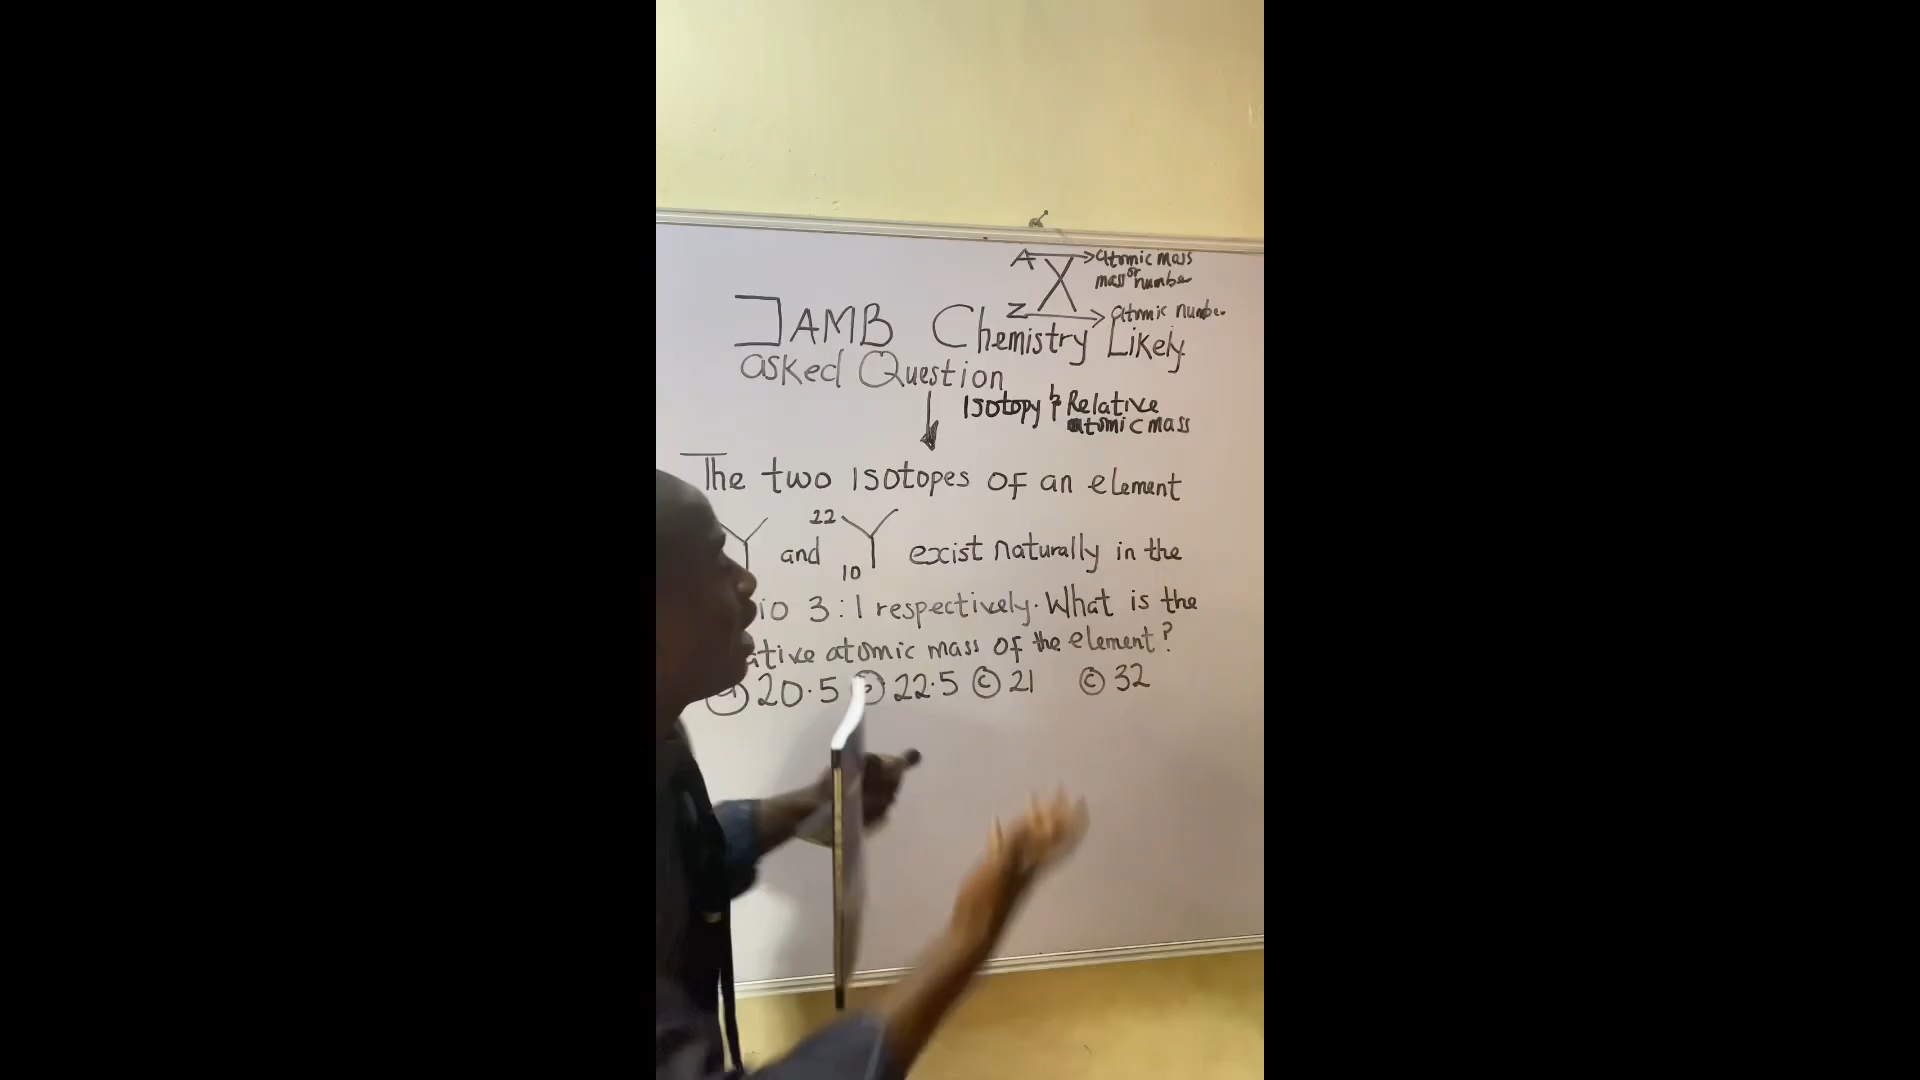 A → atomic mass
or
mass number
Z → atomic number
JAMB Chemistry Likely
asked Question
Isotopy & Relative
atomic mass
The two isotopes of an element
Y and 22 10 Y exist naturally in the
io 3:1 respectively. What is the
ative atomic mass of the element?
20.5 22.5 (C) 21 (C) 32